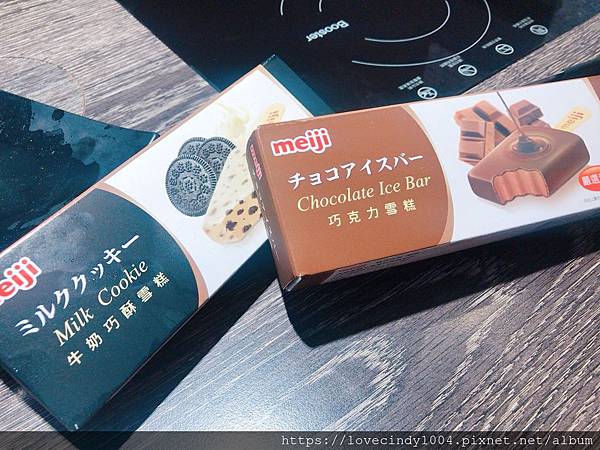 Booster
meiji
チョコアイスバー
Chocolate Ice Bar
巧克力雪糕
嚴選
meiji
ミルククッキー
Milk Cookie
牛奶巧酥雪糕
https://lovecindy1004.pixnet.net/album